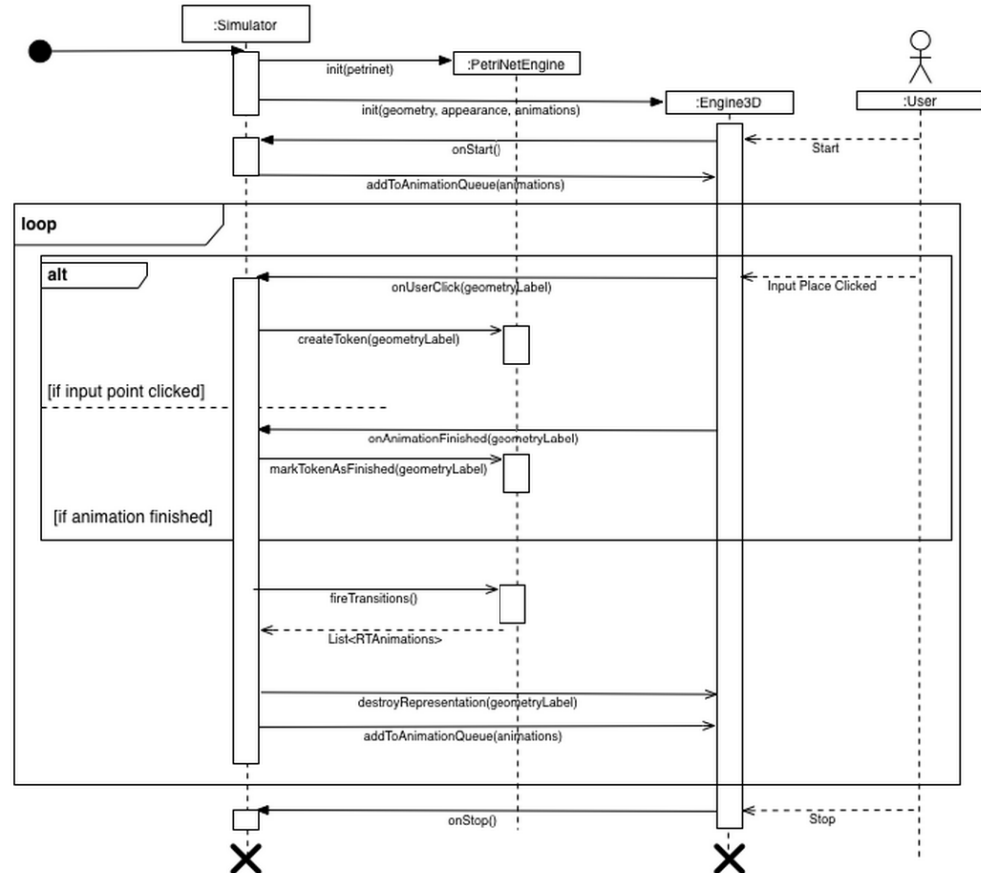 :Simulator
init(petrinet)
:PetriNetEngine
init(geometry, appearance, animations)
:Engine3D
:User
onStart()
Start
addToAnimationQueue(animations)
loop
alt
onUserClick(geometryLabel)
Input Place Clicked
createToken(geometryLabel)
[if input point clicked]
onAnimationFinished(geometryLabel)
markTokenAsFinished(geometryLabel)
[if animation finished]
fireTransitions()
List<RTAnimations>
destroyRepresentation(geometryLabel)
addToAnimationQueue(animations)
onStop()
Stop